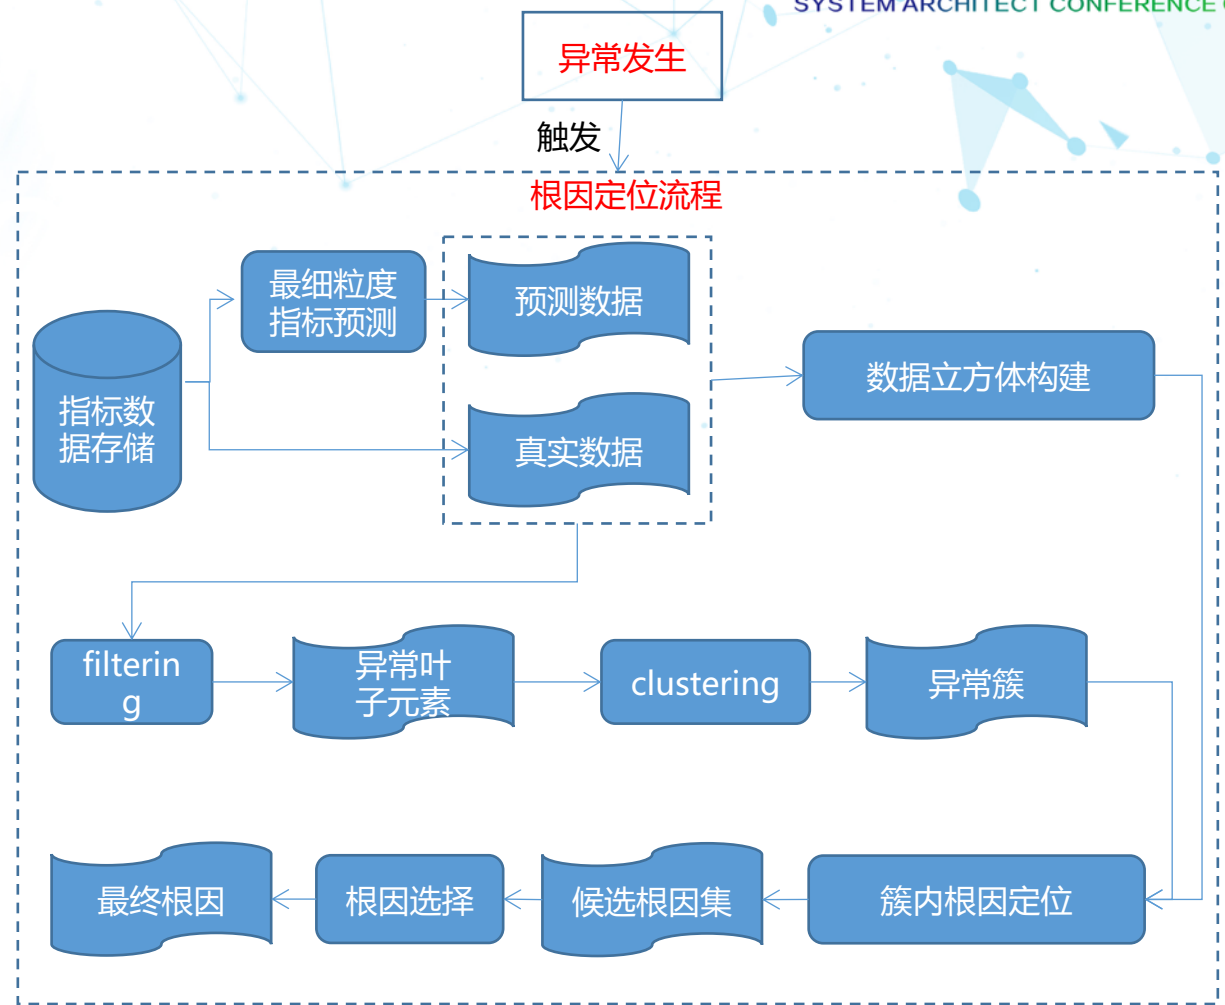 SYSTEM ARCHITECT CONFERENCE
异常发生
触发
根因定位流程
最细粒度
指标预测
预测数据
指标数
据存储
真实数据
数据立方体构建
filterin
g
异常叶
子元素
clustering
异常簇
最终根因
根因选择
候选根因集
簇内根因定位